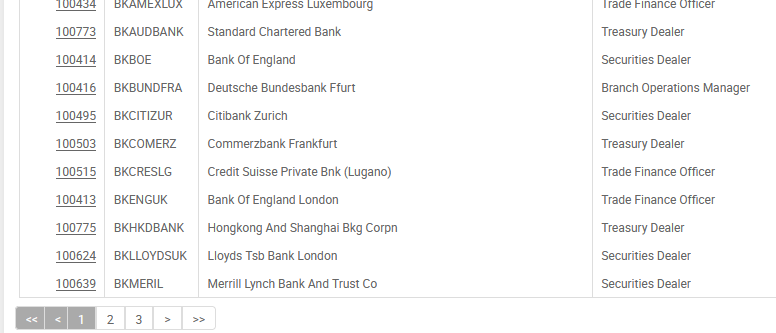 100434 BKAMEXLUX American Express Luxembourg Trade Finance Officer
100773 BKAUDBANK Standard Chartered Bank Treasury Dealer
100414 BKBOE Bank Of England Securities Dealer
100416 BKBUNDFRA Deutsche Bundesbank Ffurt Branch Operations Manager
100495 BKCITIZUR Citibank Zurich Securities Dealer
100503 BKCOMERZ Commerzbank Frankfurt Treasury Dealer
100515 BKCRESLG Credit Suisse Private Bnk (Lugano) Trade Finance Officer
100413 BKENGUK Bank Of England London Trade Finance Officer
100775 BKHKDBANK Hongkong And Shanghai Bkg Corpn Treasury Dealer
100624 BKLLOYDSUK Lloyds Tsb Bank London Securities Dealer
100639 BKMERIL Merrill Lynch Bank And Trust Co Securities Dealer
<< < 1 2 3 > >>